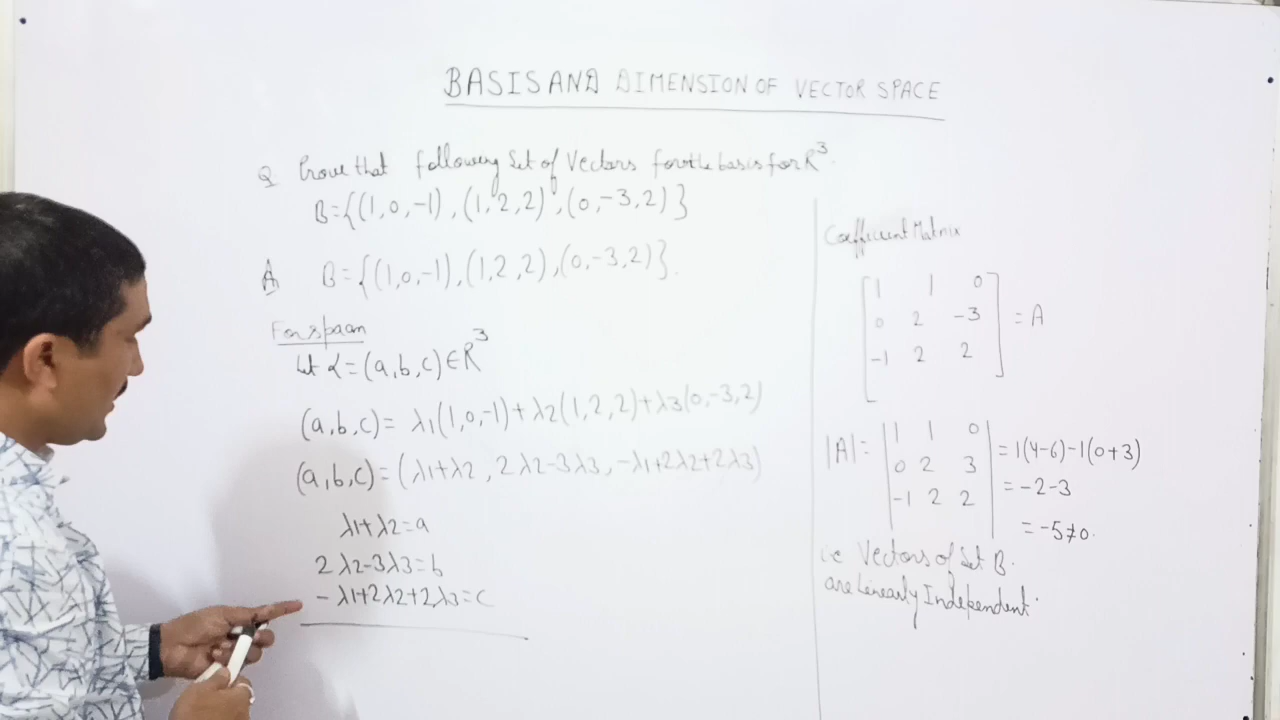 BASIS AND DIMENSION OF VECTOR SPACE
Q Prove that following Set of Vectors form the basis for R³.
B={(1,0,-1),(1,2,2),(0,-3,2)}
A B={(1,0,-1),(1,2,2),(0,-3,2)}.
For spaan
Let α=(a,b,c)∈R³
(a,b,c)= λ1(1,0,-1)+λ2(1,2,2)+λ3(0,-3,2)
(a,b,c)=(λ1+λ2, 2λ2-3λ3, -λ1+2λ2+2λ3)
λ1+λ2=a
2λ2-3λ3=b
-λ1+2λ2+2λ3=c
Coefficient Matrix
1 1 0
0 2 -3 = A
-1 2 2
|A|= |1 1 0|
|0 2 3| =1(4-6)-1(0+3)
|-1 2 2| =-2-3
=-5≠0.
i.e Vectors of Set B.
are Linearly Independent.